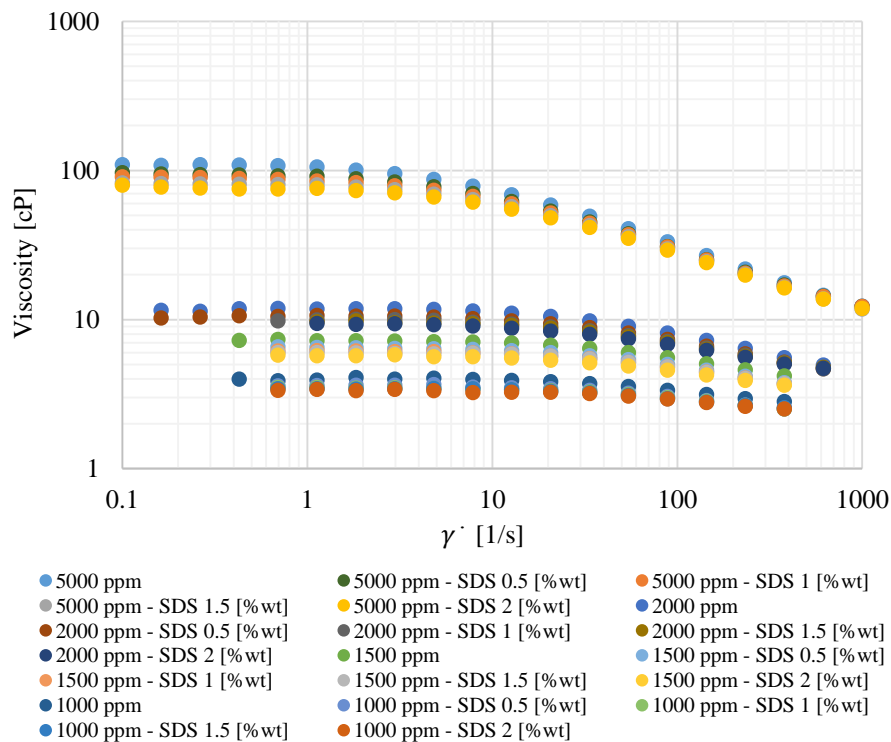 1000
100
10
1
Viscosity [cP]
0.1 1 10 100 1000
γ˙ [1/s]
5000 ppm 5000 ppm - SDS 0.5 [%wt] 5000 ppm - SDS 1 [%wt]
5000 ppm - SDS 1.5 [%wt] 5000 ppm - SDS 2 [%wt] 2000 ppm
2000 ppm - SDS 0.5 [%wt] 2000 ppm - SDS 1 [%wt] 2000 ppm - SDS 1.5 [%wt]
2000 ppm - SDS 2 [%wt] 1500 ppm 1500 ppm - SDS 0.5 [%wt]
1500 ppm - SDS 1 [%wt] 1500 ppm - SDS 1.5 [%wt] 1500 ppm - SDS 2 [%wt]
1000 ppm 1000 ppm - SDS 0.5 [%wt] 1000 ppm - SDS 1 [%wt]
1000 ppm - SDS 1.5 [%wt] 1000 ppm - SDS 2 [%wt]